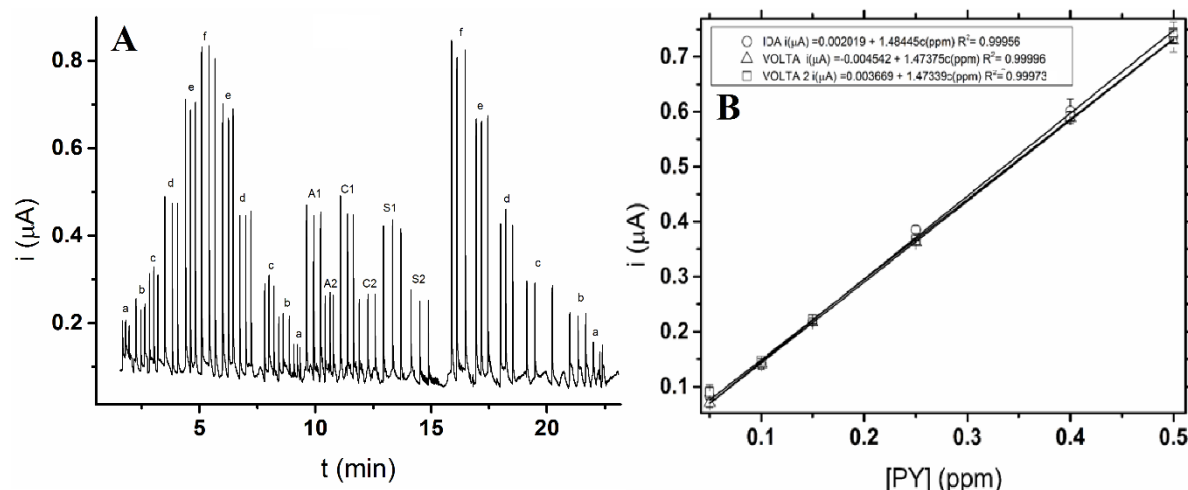 A
0.8
0.6
0.4
0.2
i (µA)
a
b
c
d
e
f
e
d
c
b
a
A1
A2
C1
C2
S1
S2
f
e
d
c
b
a
5
10
15
20
t (min)
B
IDA i(µA) =0.002019 + 1.48445c(ppm) R²= 0.99956
VOLTA i(µA) =-0.004542 + 1.47375c(ppm) R²= 0.99996
VOLTA 2 i(µA) =0.003669 + 1.47339c(ppm) R²= 0.99973
0.7
0.6
0.5
0.4
0.3
0.2
0.1
i (µA)
0.1
0.2
0.3
0.4
0.5
[PY] (ppm)